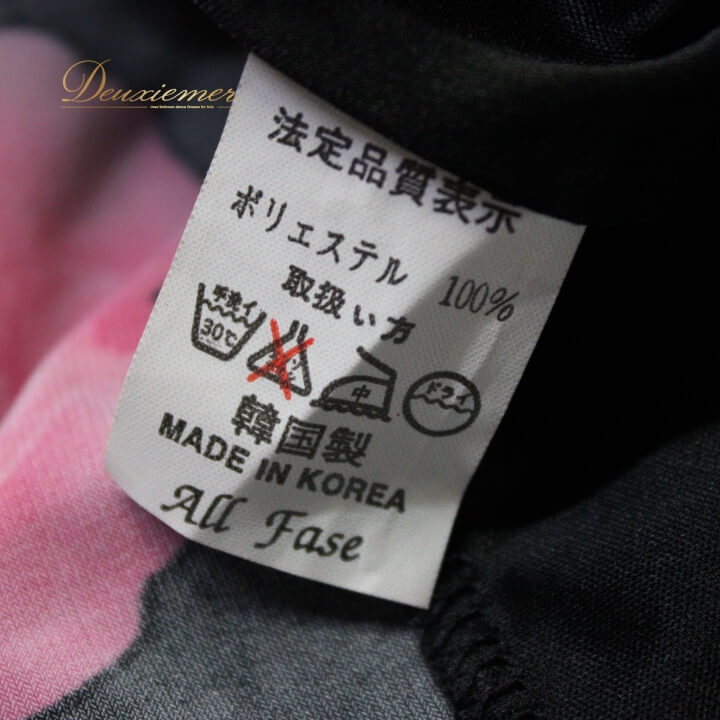 Deuxiemer
法定品質表示
ポリエステル 100%
取扱い方
手洗イ
30℃
中
ドライ
韓国製
MADE IN KOREA
All Fase